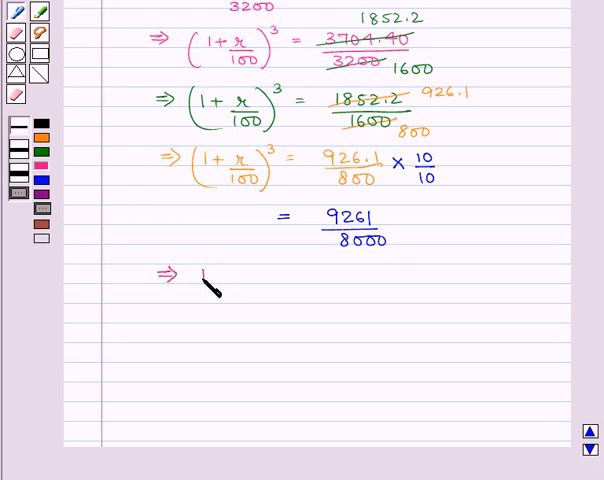 3200
1852.2
⇒ (1 + r/100)^3 = 3704.40/3200 1600
⇒ (1 + r/100)^3 = 1852.2/1600 926.1 800
⇒ (1 + r/100)^3 = 926.1/800 × 10/10
= 9261/8000
⇒ 1